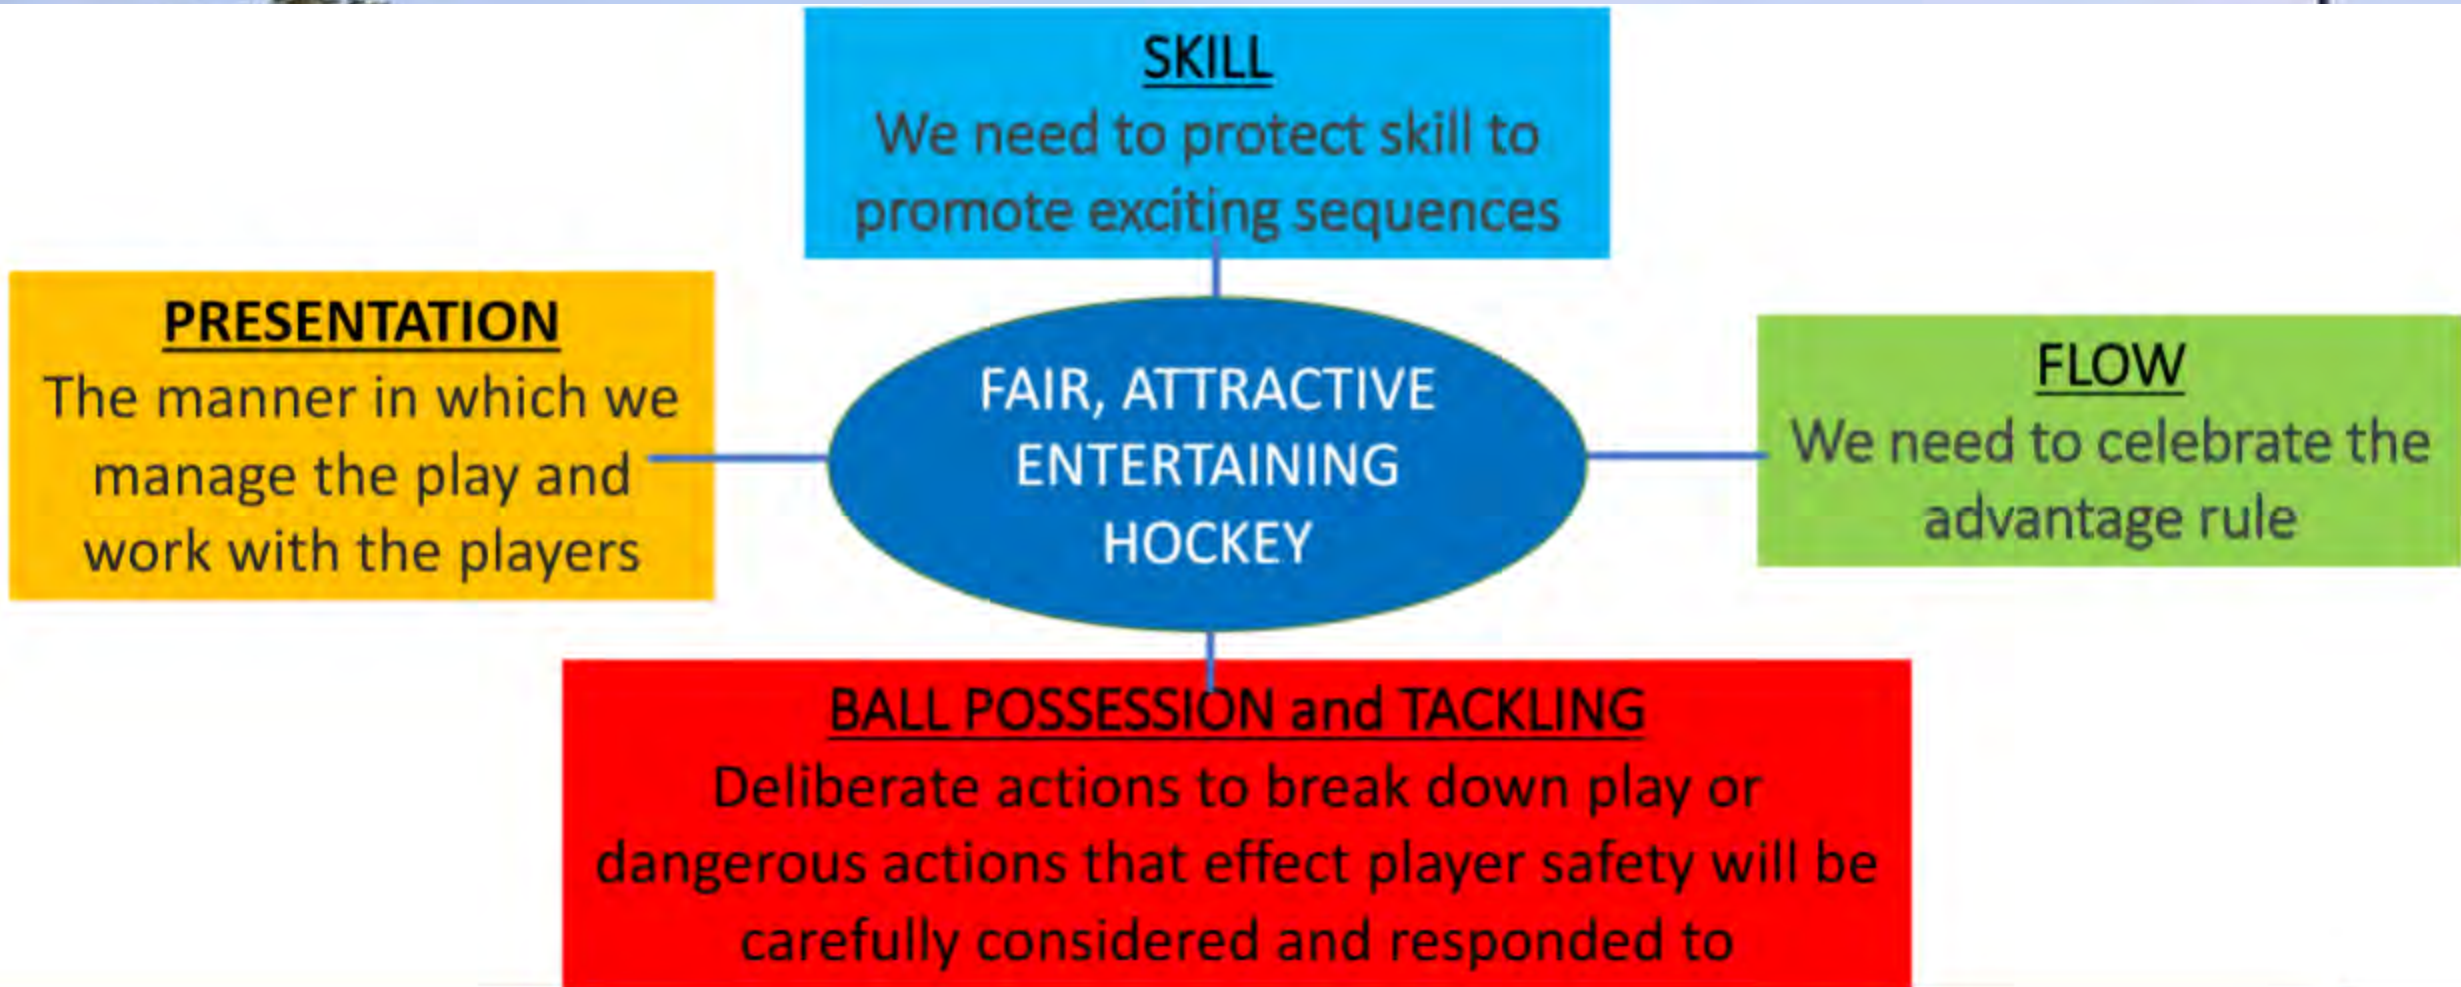 SKILL
We need to protect skill to
promote exciting sequences
PRESENTATION
The manner in which we
manage the play and
work with the players
FAIR, ATTRACTIVE
ENTERTAINING
HOCKEY
FLOW
We need to celebrate the
advantage rule
BALL POSSESSION and TACKLING
Deliberate actions to break down play or
dangerous actions that effect player safety will be
carefully considered and responded to